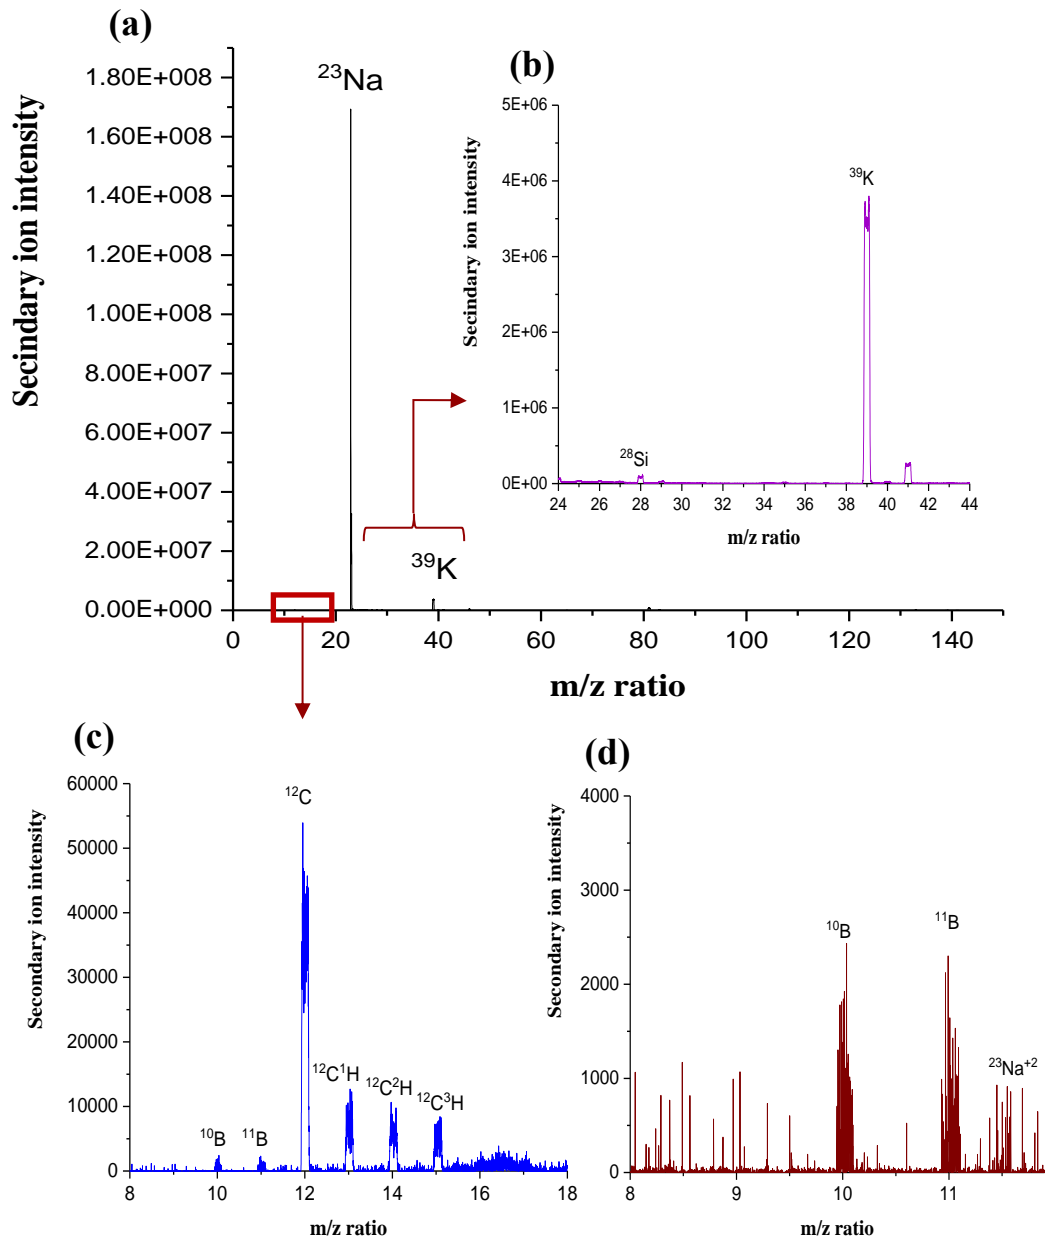 (a)
Secindary ion intensity
1.80E+008
1.60E+008
1.40E+008
1.20E+008
1.00E+008
8.00E+007
6.00E+007
4.00E+007
2.00E+007
0.00E+000
²³Na
³⁹K
0 20 40 60 80 100 120 140
m/z ratio
(b)
Secindary ion intensity
5E+06
4E+06
3E+06
2E+06
1E+06
0E+00
³⁹K
²⁸Si
24 26 28 30 32 34 36 38 40 42 44
m/z ratio
(c)
Secondary ion intensity
60000
50000
40000
30000
20000
10000
0
¹²C
¹²C¹H
¹²C²H
¹²C³H
¹⁰B
¹¹B
8 10 12 14 16 18
m/z ratio
(d)
Secondary ion intensity
4000
3000
2000
1000
0
¹⁰B
¹¹B
²³Na⁺²
8 9 10 11
m/z ratio